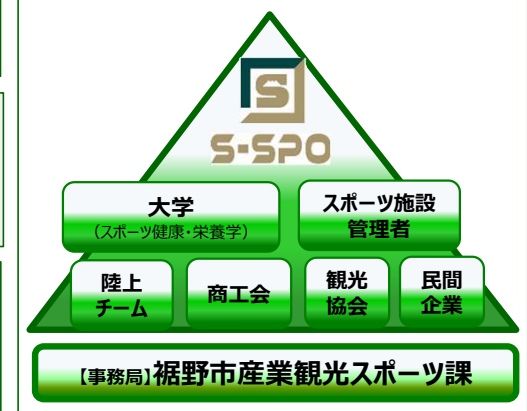 S
S-SPO
大学
（スポーツ健康・栄養学）
スポーツ施設
管理者
陸上
チーム
商工会
観光
協会
民間
企業
【事務局】裾野市産業観光スポーツ課